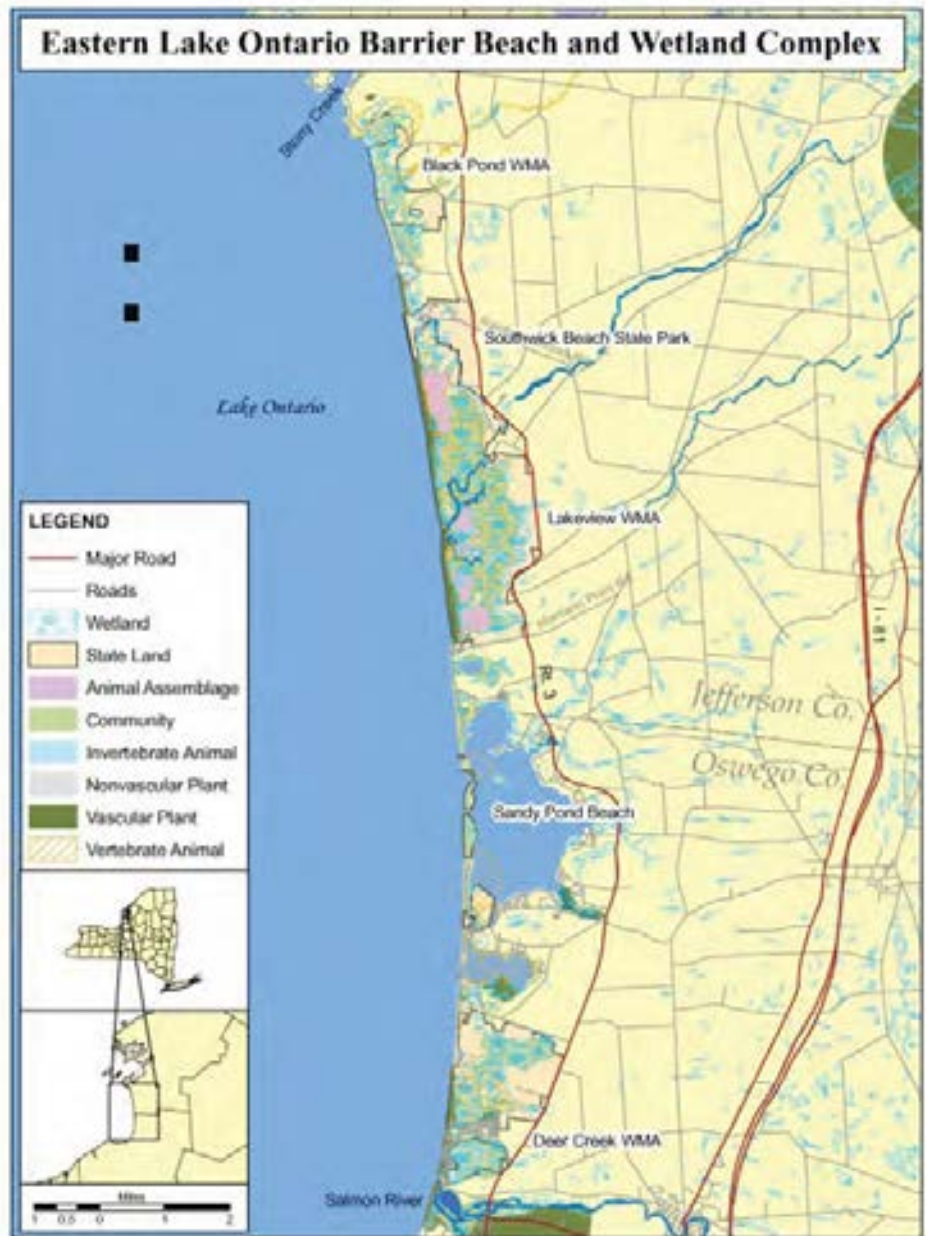 Eastern Lake Ontario Barrier Beach and Wetland Complex
Stony Creek
Black Pond WMA
Southwick Beach State Park
Lake Ontario
Lakeview WMA
LEGEND
Major Road
Roads
Wetland
State Land
Animal Assemblage
Community
Invertebrate Animal
Nonvascular Plant
Vascular Plant
Vertebrate Animal
Rt. 3
I-81
Jefferson Co.
Oswego Co.
Sandy Pond Beach
Deer Creek WMA
Salmon River
Miles
1 0.5 0 1 2